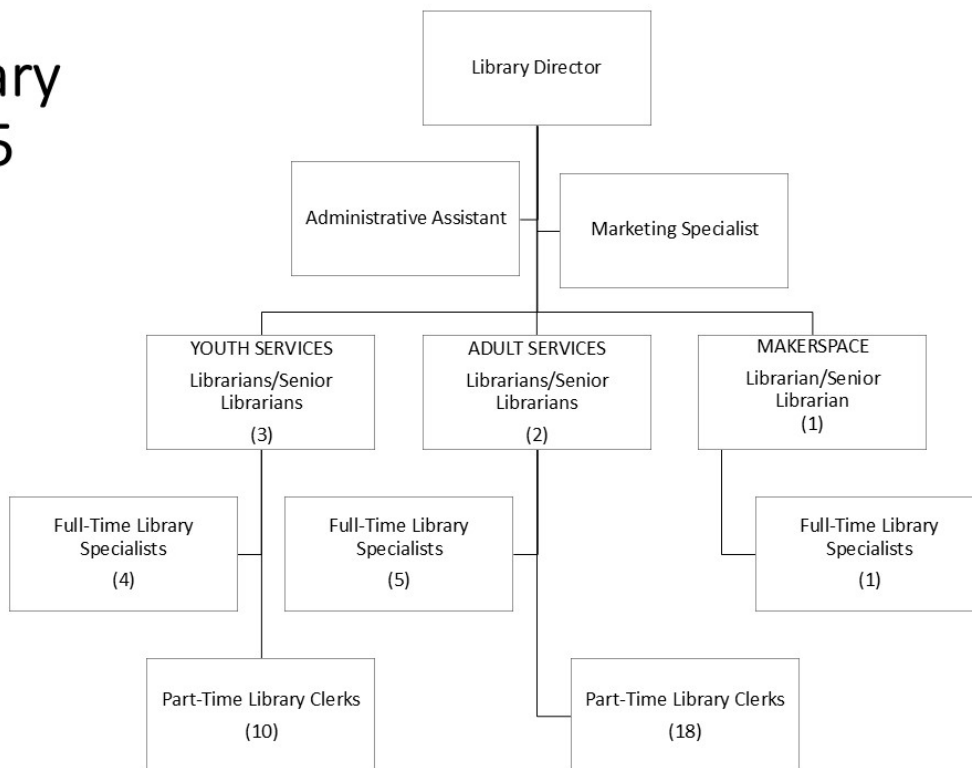 Library Director
Administrative Assistant
Marketing Specialist
YOUTH SERVICES
Librarians/Senior
Librarians
(3)
ADULT SERVICES
Librarians/Senior
Librarians
(2)
MAKERSPACE
Librarian/Senior
Librarian
(1)
Full-Time Library
Specialists
(4)
Full-Time Library
Specialists
(5)
Full-Time Library
Specialists
(1)
Part-Time Library Clerks
(10)
Part-Time Library Clerks
(18)